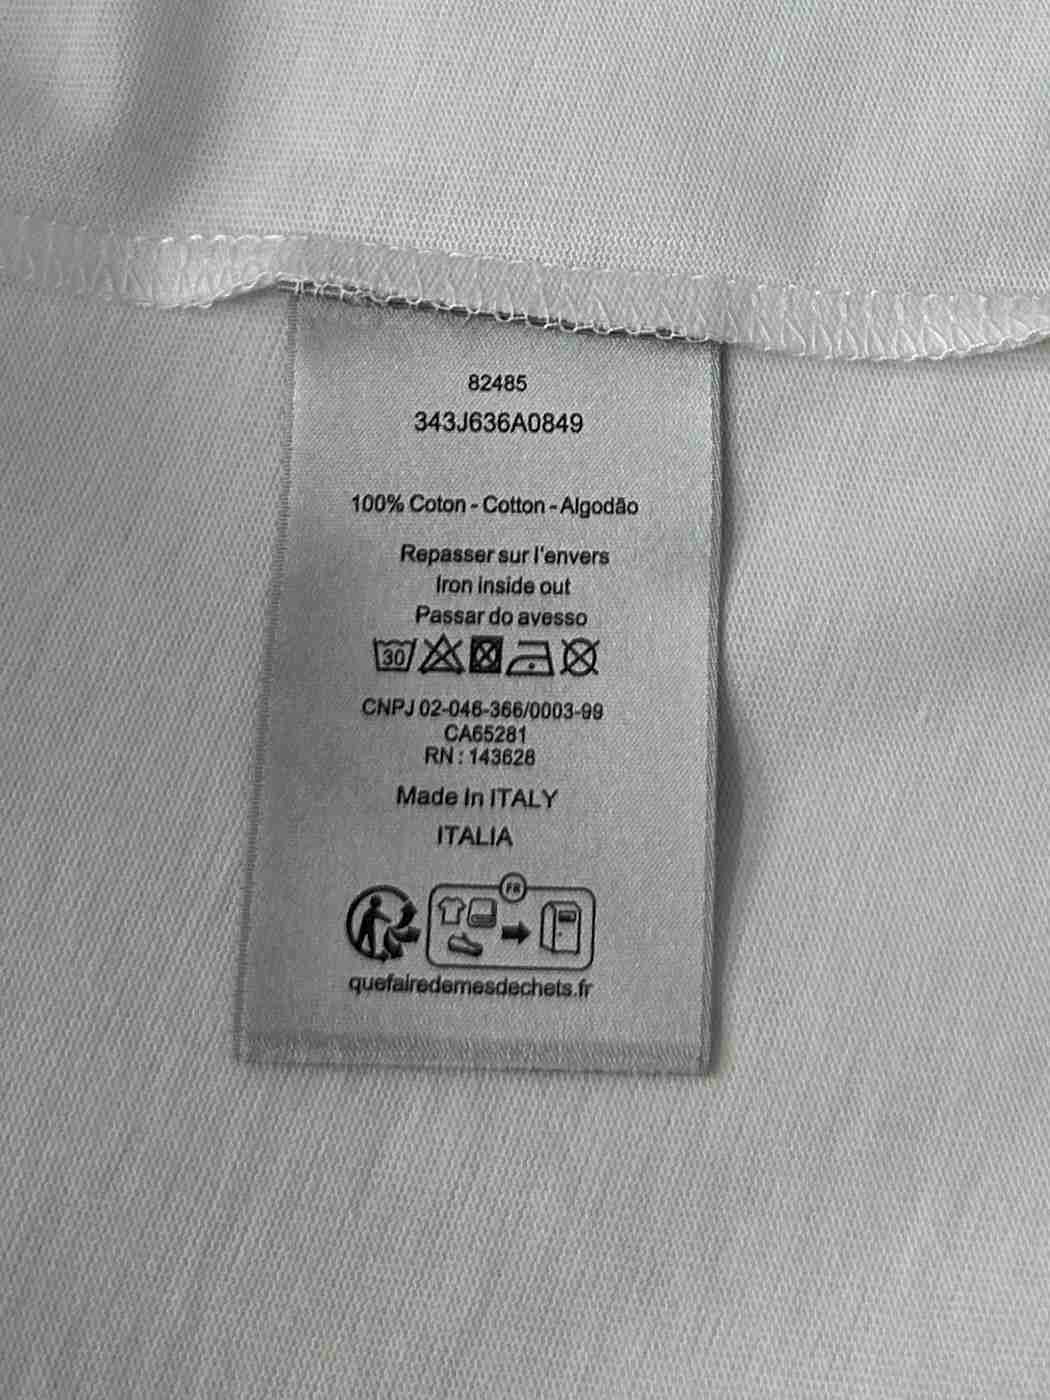 82485
343J636A0849
100% Coton - Cotton - Algodão
Repasser sur l'envers
Iron inside out
Passar do avesso
30
CNPJ 02-046-366/0003-99
CA65281
RN : 143628
Made In ITALY
ITALIA
FR
quefairedemesdechets.fr